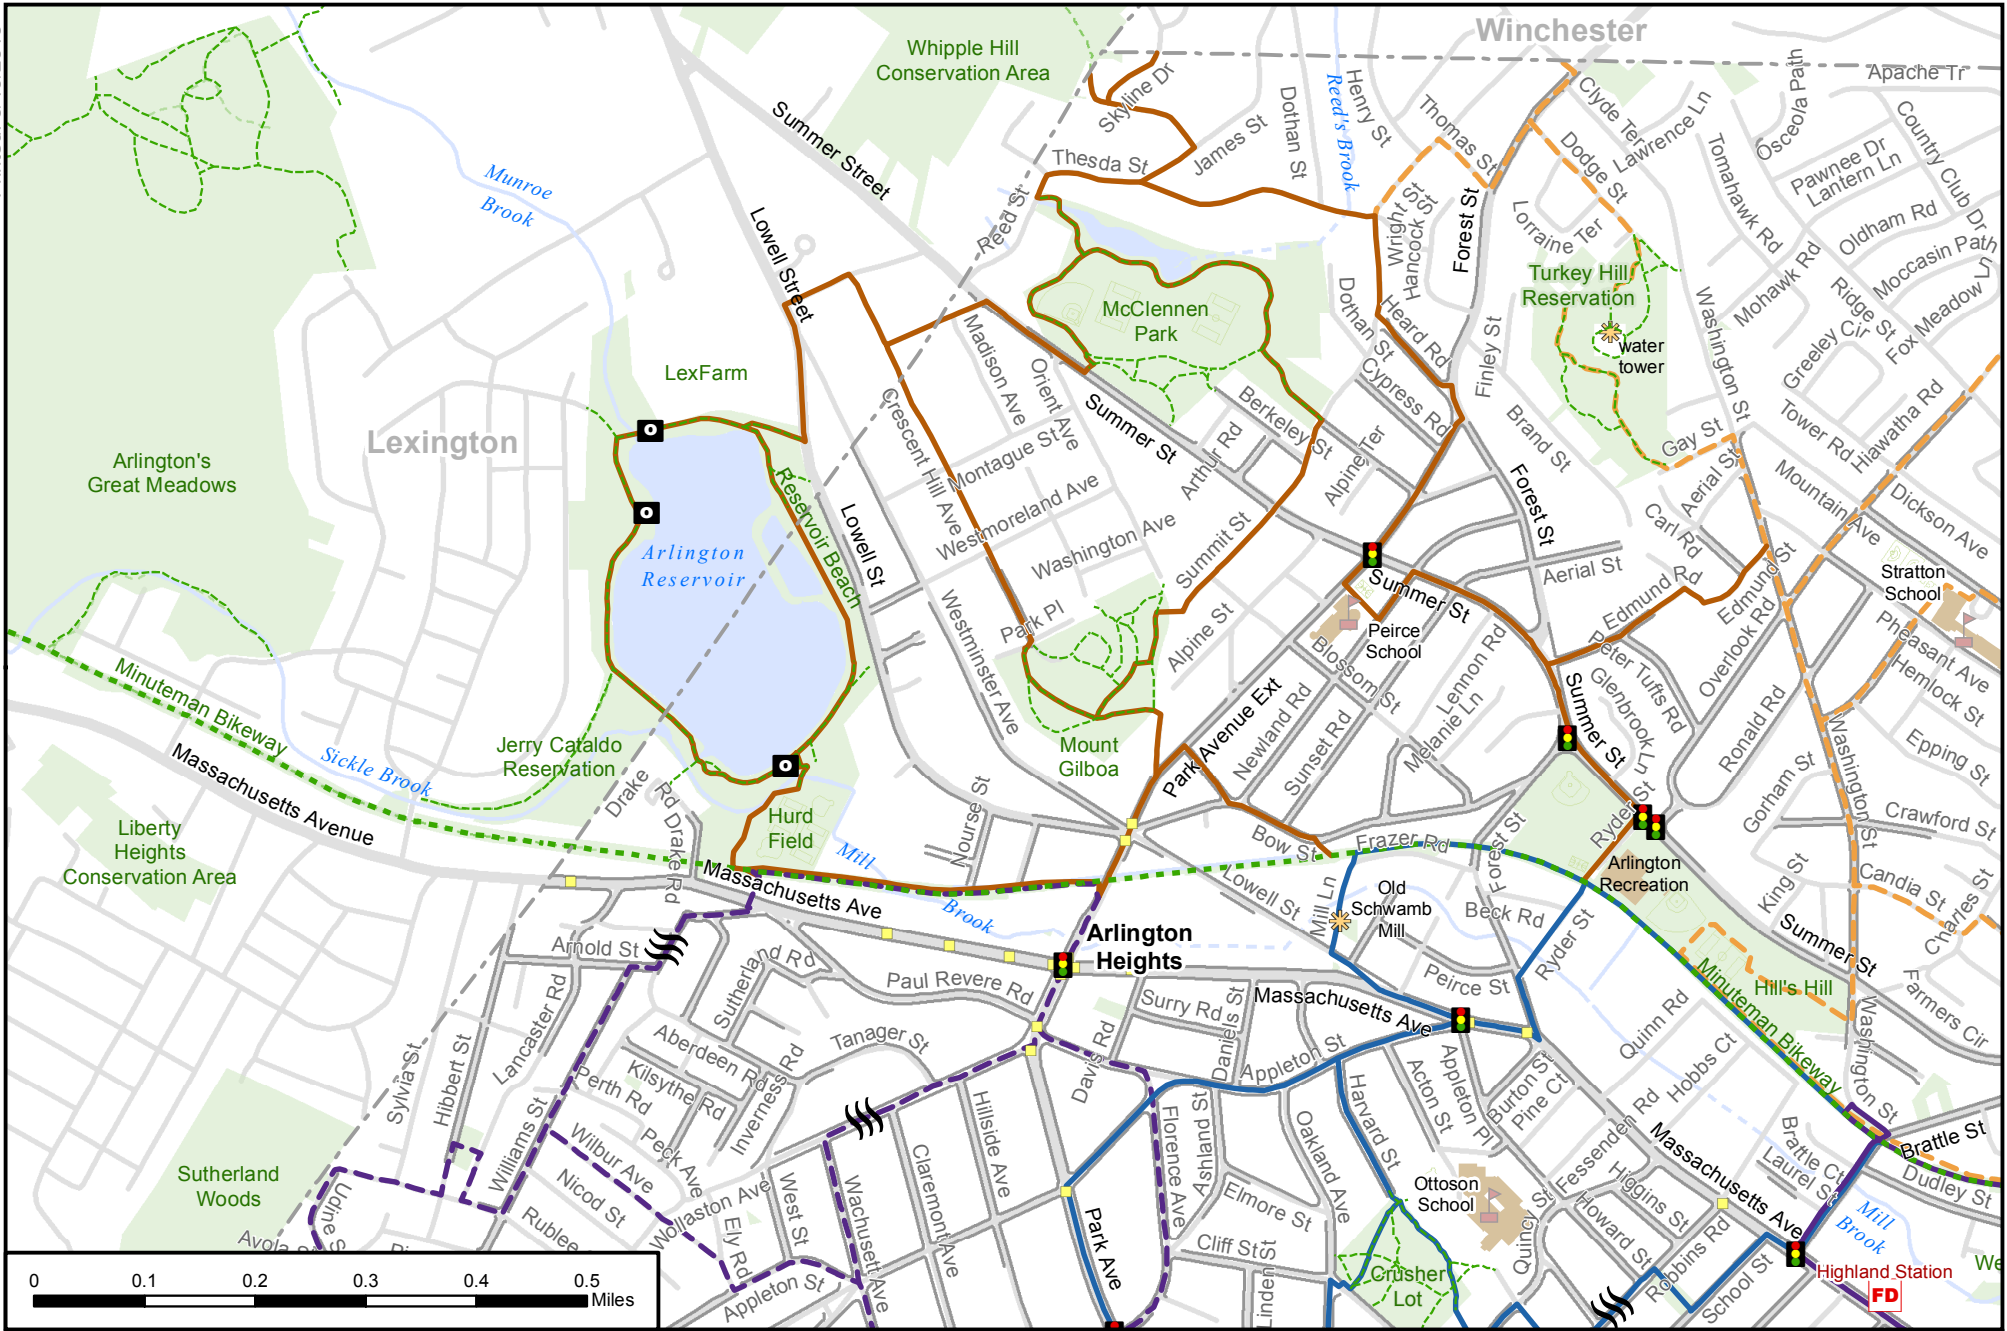 Winchester
Whipple Hill
Conservation Area
Skyline Dr
Reed's Brook
Henry St
Dothan St
Thomas St
Clyde Ter
Lawrence Ln
Osceola Path
Apache Tr
Country Club Dr
Summer Street
Munroe
Brook
Thesda St
James St
Dodge St
Tomahawk Rd
Pawnee Dr
Lantern Ln
Lowell Street
Reed St
Wright St
Hancock St
Forest St
Lorraine Ter
Oldham Rd
Moccasin Path
Mohawk Rd
Turkey Hill
Reservation
Ridge St
Fox Meadow Ln
McClennen
Park
Dothan St
Heard Rd
Finley St
water
tower
Washington St
Greeley Cir
LexFarm
Madison Ave
Orient Ave
Cypress Rd
Lexington
Crescent Hill Ave
Montague St
Summer St
Berkeley St
Arthur Rd
Alpine Ter
Brand St
Gay St
Tower Rd
Hiawatha Rd
Arlington's
Great Meadows
Reservoir Beach
Westmoreland Ave
Forest St
Aerial St
Mountain Ave
Dickson Ave
Arlington
Reservoir
Lowell St
Washington Ave
Summit St
Carl Rd
Aerial St
Summer St
Edmund Rd
Edmund St
Stratton
School
Westminster Ave
Park Pl
Alpine St
Peirce
School
Blossom St
Lennon Rd
Peter Tufts Rd
Overlook Rd
Pheasant Ave
Hemlock St
Minuteman Bikeway
Park Avenue Ext
Newland Rd
Sunset Rd
Melanie Ln
Summer St
Glenbrook Ln
Ronald Rd
Washington St
Epping St
Massachusetts Avenue
Sickle Brook
Jerry Cataldo
Reservation
Mount
Gilboa
Drake Rd
Drake Rd
Hurd
Field
Nourse St
Bow St
Frazer Rd
Forest St
Ryder St
Gorham St
Crawford St
Liberty
Heights
Conservation Area
Mill
Brook
Massachusetts Ave
Lowell St
Mill Ln
Old
Schwamb
Mill
Beck Rd
Arlington
Recreation
King St
Candia St
Charles St
Arnold St
Sutherland Rd
Arlington
Heights
Peirce St
Ryder St
Summer St
Lancaster Rd
Paul Revere Rd
Surry Rd
Daniels St
Massachusetts Ave
Minuteman Bikeway
Hill's Hill
Farmers Cir
Sylvia St
Hibbert St
Aberdeen Rd
Tanager St
Davis Rd
Appleton St
Quinn Rd
Hobbs Ct
Washington St
Perth Rd
Kilsythe Rd
Inverness Rd
Hillside Ave
Florence Ave
Ashland St
Oakland Ave
Harvard St
Acton St
Appleton Pl
Burton St
Pine Ct
Fessenden Rd
Massachusetts Ave
Brattle Ct
Laurel St
Brattle St
Dudley St
Sutherland
Woods
Williams St
Wilbur Ave
Peck Ave
Nicod St
Claremont Ave
Elmore St
Ottoson
School
Higgins St
Howard St
Robbins Rd
Mill
Brook
Udine S
Avola
Rublee
Wollaston Ave
Ely Rd
West St
Wachusett Ave
Park Ave
Cliff St
Linden St
Quincy St
School St
Crusher
Lot
Appleton St
Highland Station
FD
We
0 0.1 0.2 0.3 0.4 0.5
Miles